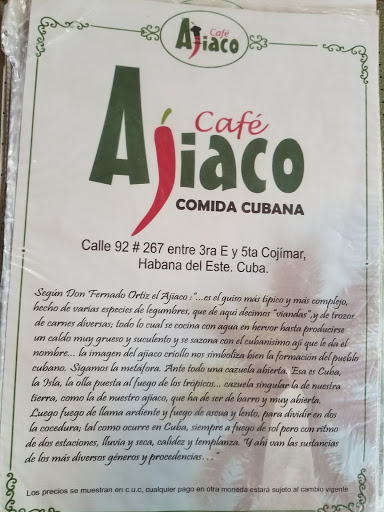 Café
Ajiaco
Café
Ajiaco
COMIDA CUBANA
Calle 92 # 267 entre 3ra E y 5ta Cojímar,
Habana del Este. Cuba.
Según Don Fernado Ortiz el Ajiaco : "...es el guiso más típico y más complejo,
hecho de varias especies de legumbres, que de aquí decimos "viandas",y de trozos
de carnes diversas; todo lo cual se cocina con agua en hervor hasta producirse
un caldo muy grueso y suculento y se sazona con el cubanísimo ají que le da el
nombre... la imagen del ajiaco criollo nos simboliza bien la formación del pueblo
cubano. Sigamos la metáfora. Ante todo una cazuela abierta. Esa es Cuba,
la Isla, la olla puesta al fuego de los trópicos... cazuela singular la de nuestra
tierra, como la de nuestro ajiaco, que ha de ser de barro y muy abierta.
Luego fuego de llama ardiente y fuego de ascua y lento, para dividir en dos
la cocedura; tal como ocurre en Cuba, siempre a fuego de sol pero con ritmo
de dos estaciones, lluvia y seca, calidez y templanza. "Y ahí van las sustancias
de los más diversos géneros y procedencias..."
Los precios se muestran en c.u.c, cualquier pago en otra moneda estará sujeto al cambio vigente